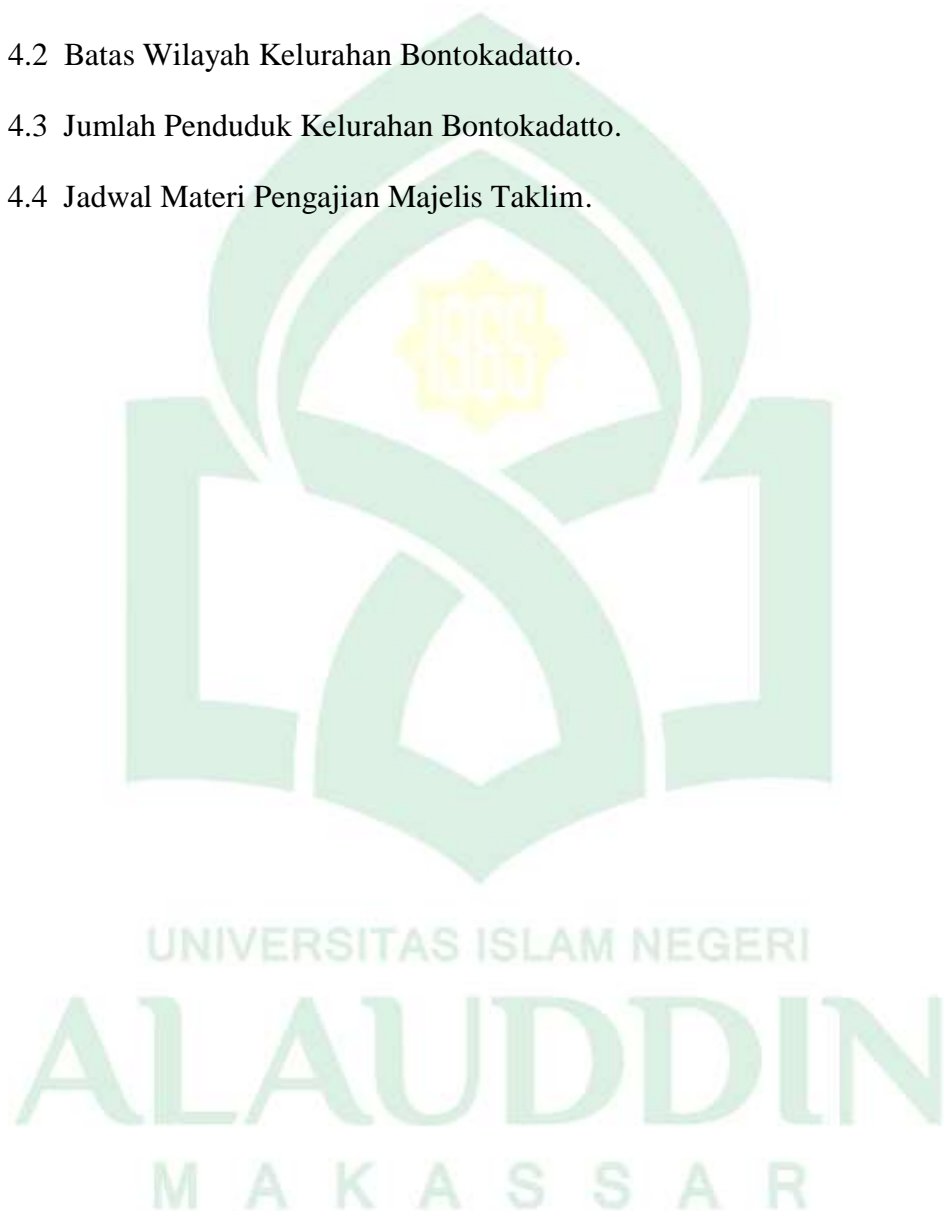 4.2 Batas Wilayah Kelurahan Bontokadatto.
4.3 Jumlah Penduduk Kelurahan Bontokadatto.
4.4 Jadwal Materi Pengajian Majelis Taklim.
1965
UNIVERSITAS ISLAM NEGERI
ALAUDDIN
MAKASSAR